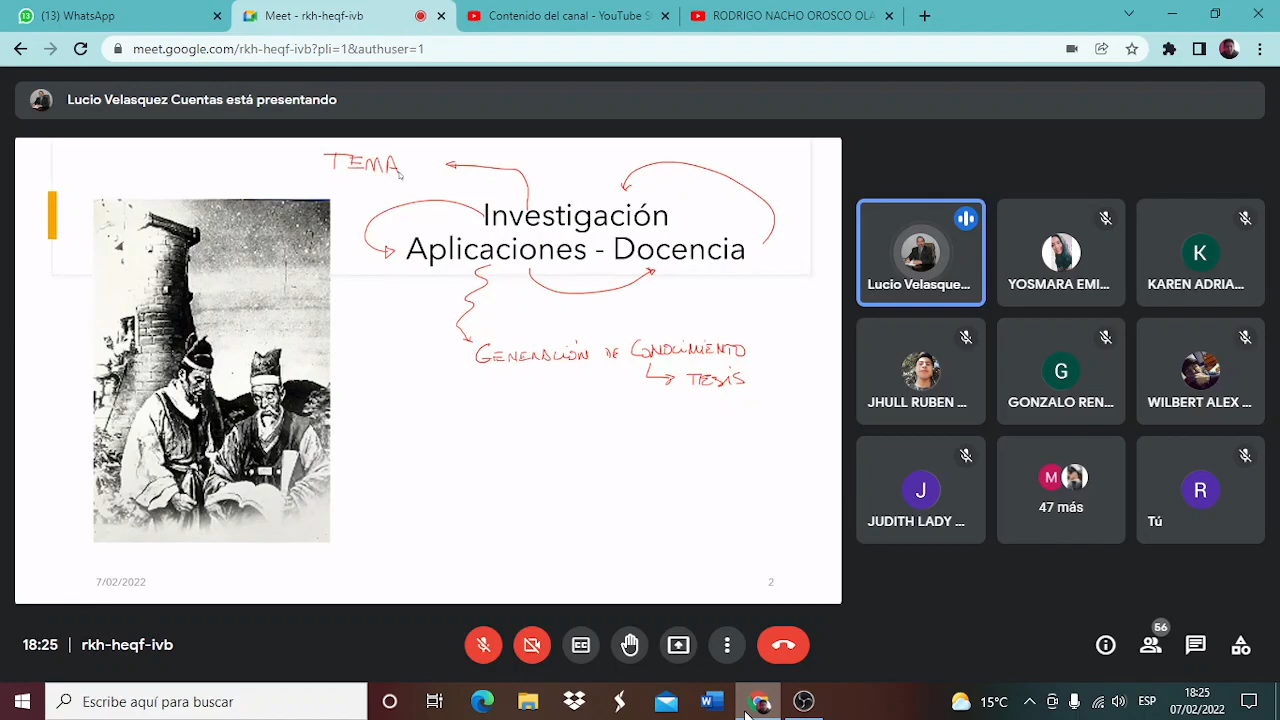 (13) WhatsApp
Meet - rkh-heqf-ivb
Contenido del canal - YouTube S
RODRIGO NACHO OROSCO OLA
meet.google.com/rkh-heqf-ivb?pli=1&authuser=1
Lucio Velasquez Cuentas está presentando
TEMA
Investigación
Aplicaciones - Docencia
GENERACIÓN DE CONOCIMIENTO
TESIS
7/02/2022
2
Lucio Velasque...
YOSMARA EMI...
KAREN ADRIA...
K
JHULL RUBEN ...
G
GONZALO REN...
WILBERT ALEX ...
J
JUDITH LADY ...
M
47 más
R
Tú
18:25 | rkh-heqf-ivb
CC
56
Escribe aquí para buscar
15°C
ESP
18:25
07/02/2022